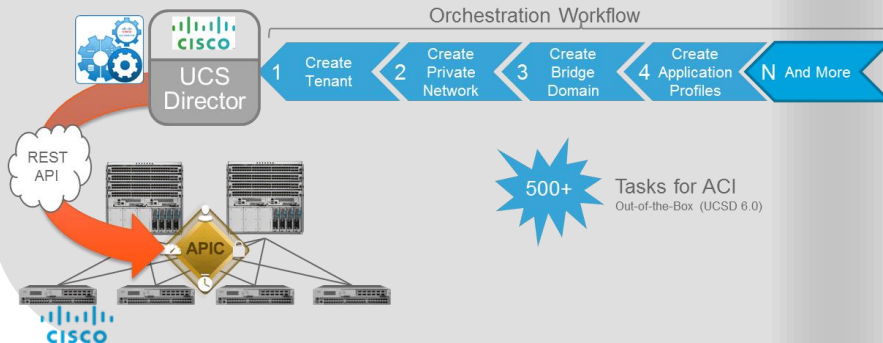 Orchestration Workflow
CISCO
UCS
Director
1
Create
Tenant
2
Create
Private
Network
3
Create
Bridge
Domain
4
Create
Application
Profiles
N And More
REST
API
500+
Tasks for ACI
Out-of-the-Box (UCSD 6.0)
APIC
CISCO